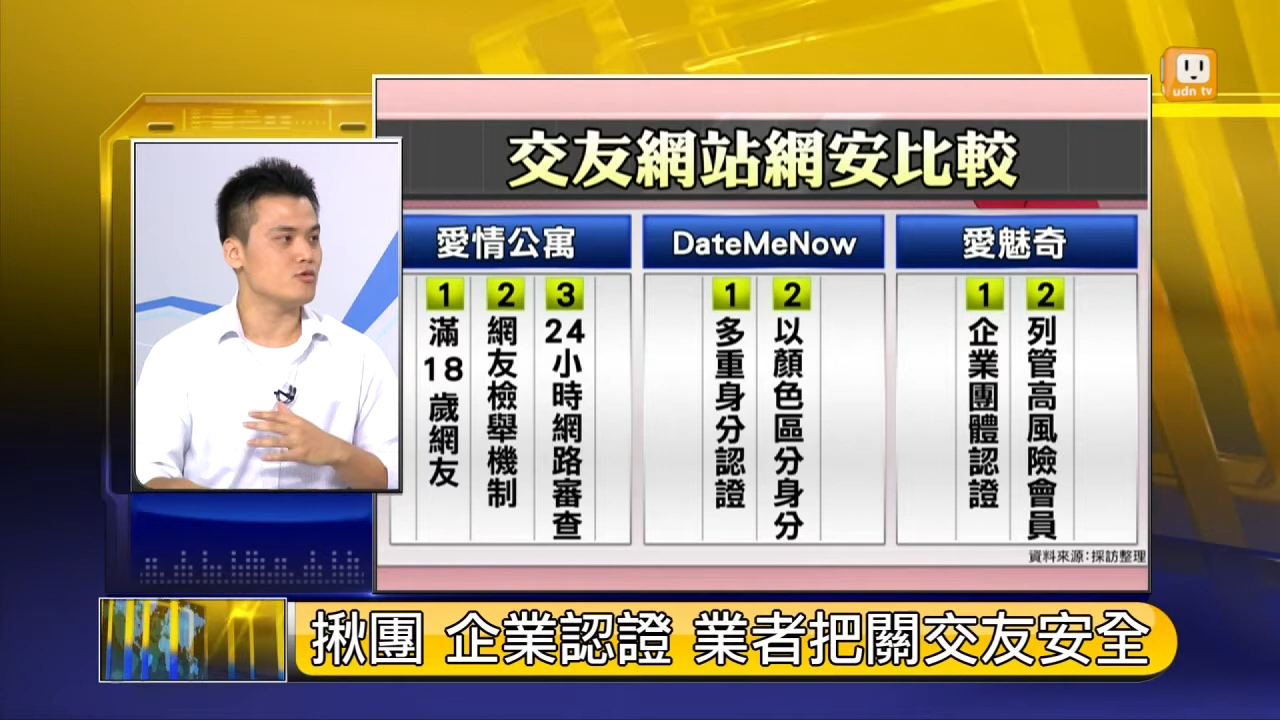 udn tv
交友網站網安比較
愛情公寓
1
滿18歲網友
2
網友檢舉機制
3
24小時網路審查
DateMeNow
1
多重身分認證
2
以顏色區分身分
愛魅奇
1
企業團體認證
2
列管高風險會員
資料來源:採訪整理
揪團 企業認證 業者把關交友安全